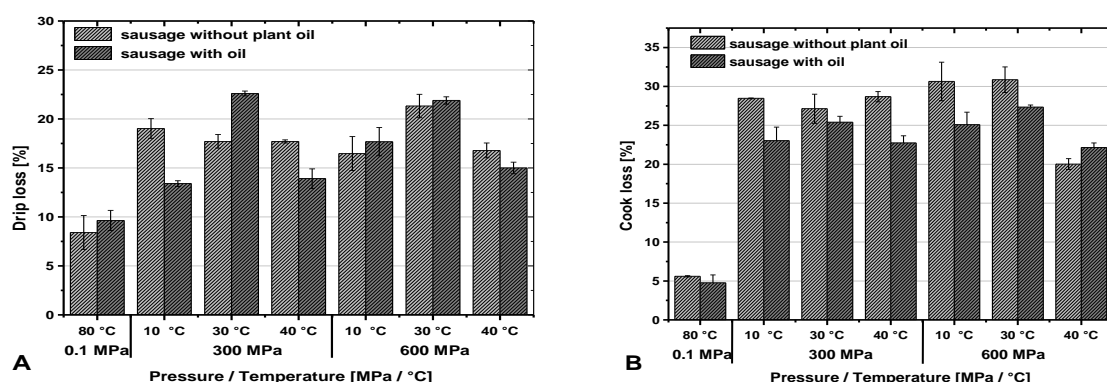 30
25
20
15
10
5
0
Drip loss [%]
sausage without plant oil
sausage with oil
80 °C 10 °C 30 °C 40 °C 10 °C 30 °C 40 °C
0.1 MPa 300 MPa 600 MPa
A
Pressure / Temperature [MPa / °C]
35
30
25
20
15
10
5
0
Cook loss [%]
sausage without plant oil
sausage with oil
80 °C 10 °C 30 °C 40 °C 10 °C 30 °C 40 °C
0.1 MPa 300 MPa 600 MPa
B
Pressure / Temperature [MPa / °C]